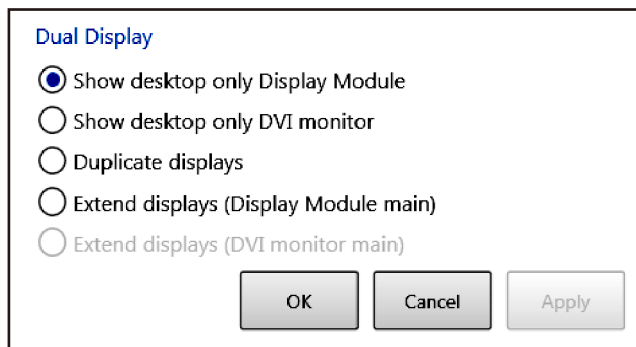 Dual Display
Show desktop only Display Module
Show desktop only DVI monitor
Duplicate displays
Extend displays (Display Module main)
Extend displays (DVI monitor main)
OK Cancel Apply